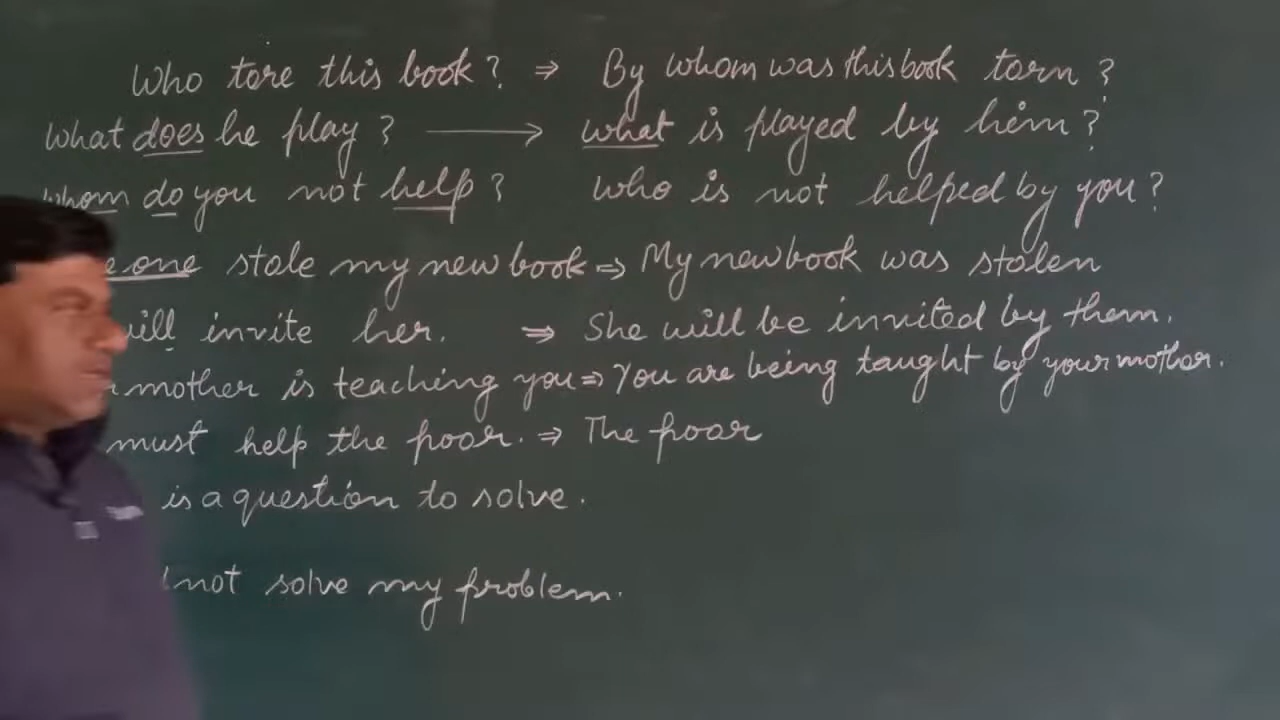 Who tore this book? ⇒ By whom was this book torn?
What does he play? ⟶ what is played by him?
whom do you not help? who is not helped by you?
one stole my new book ⇒ My new book was stolen
will invite her. ⇒ She will be invited by them.
mother is teaching you ⇒ You are being taught by your mother.
must help the poor. ⇒ The poor
is a question to solve.
not solve my problem.